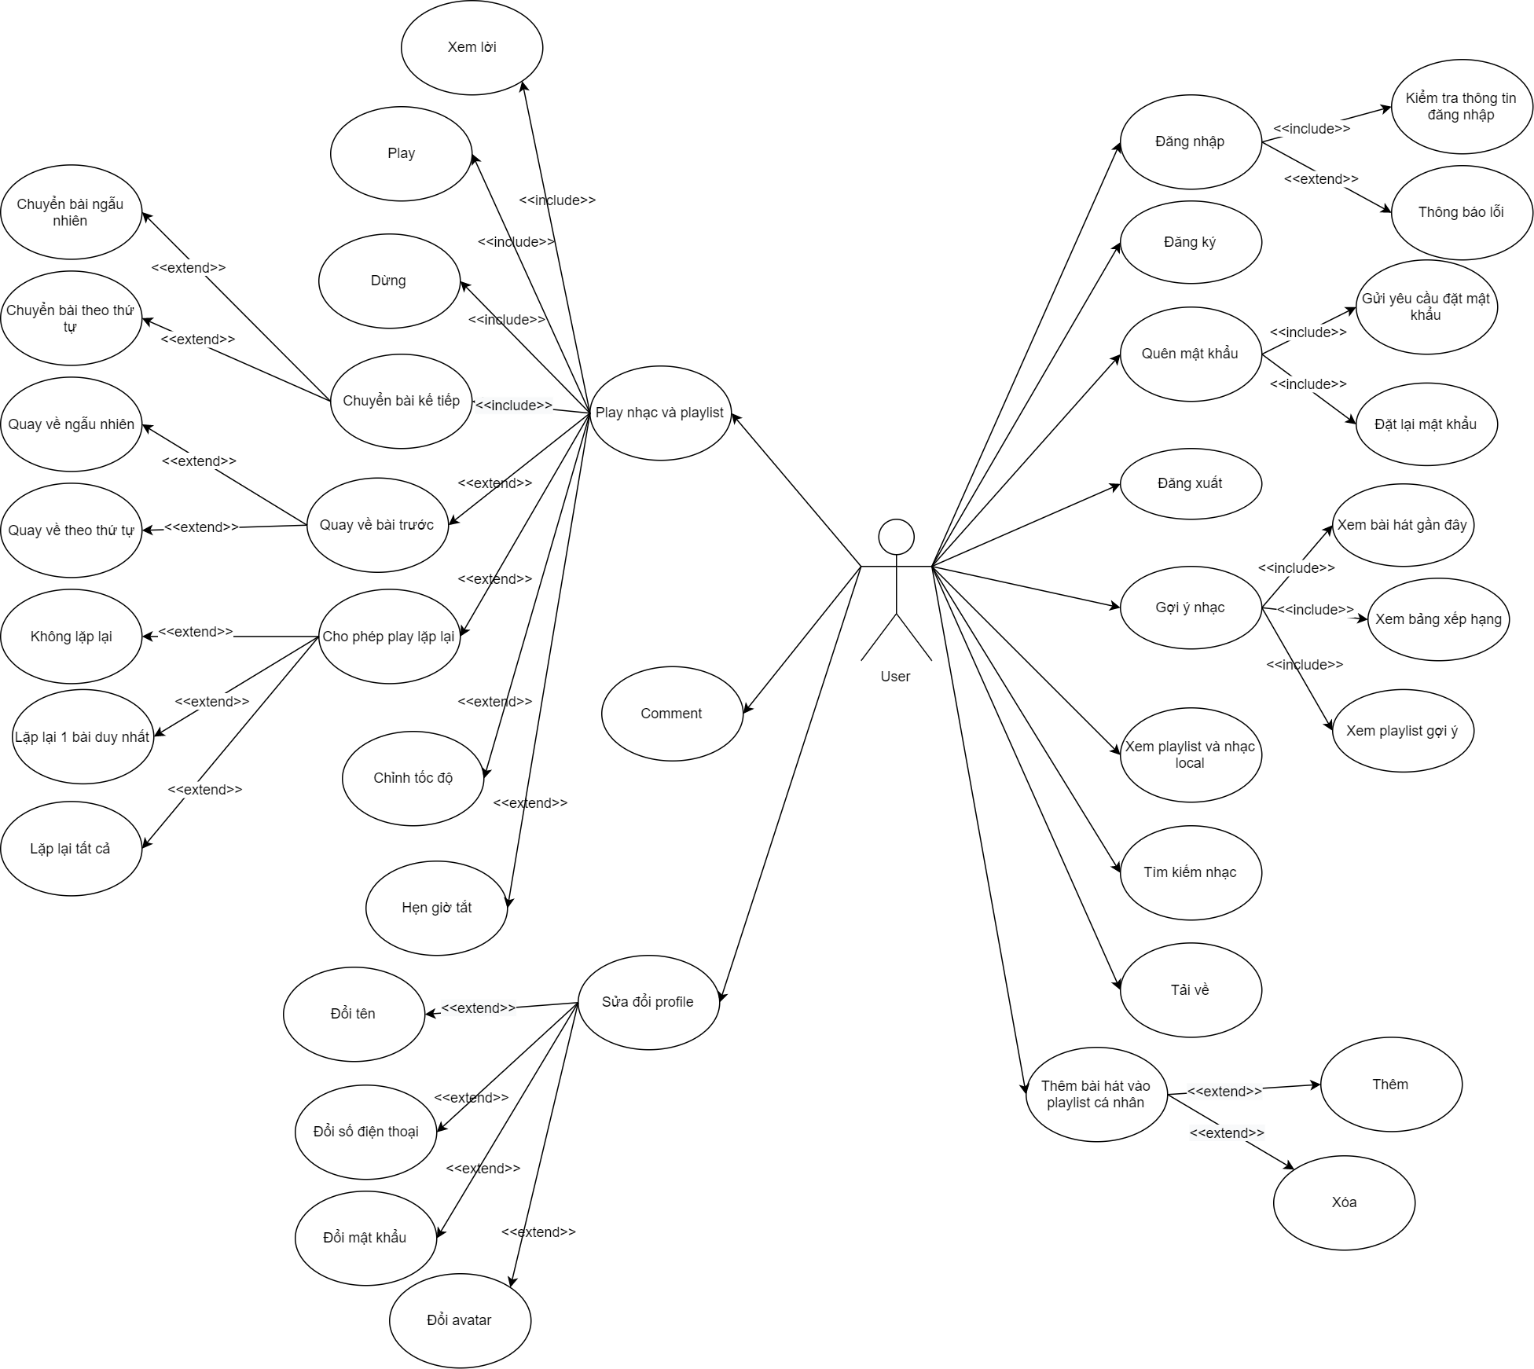 Xem lời
Play
<<include>>
<<include>>
Dừng
<<include>>
Chuyển bài ngẫu
nhiên
<<extend>>
Chuyển bài theo thứ
tự
<<extend>>
Chuyển bài kế tiếp
<<include>>
Play nhạc và playlist
Quay về ngẫu nhiên
<<extend>>
<<extend>>
Quay về theo thứ tự
<<extend>>
Quay về bài trước
<<extend>>
Không lặp lại
<<extend>>
Cho phép play lặp lại
Lặp lại 1 bài duy nhất
<<extend>>
<<extend>>
<<extend>>
Lặp lại tất cả
Chỉnh tốc độ
<<extend>>
Hẹn giờ tắt
Comment
User
Sửa đổi profile
Đổi tên
<<extend>>
<<extend>>
Đổi số điện thoại
<<extend>>
Đổi mật khẩu
<<extend>>
Đổi avatar
Đăng nhập
<<include>>
Kiểm tra thông tin
đăng nhập
<<extend>>
Thông báo lỗi
Đăng ký
Quên mật khẩu
<<include>>
Gửi yêu cầu đặt mật
khẩu
<<include>>
Đặt lại mật khẩu
Đăng xuất
Gợi ý nhạc
<<include>>
Xem bài hát gần đây
<<include>>
Xem bảng xếp hạng
<<include>>
Xem playlist gợi ý
Xem playlist và nhạc
local
Tìm kiếm nhạc
Tải về
Thêm bài hát vào
playlist cá nhân
<<extend>>
Thêm
<<extend>>
Xóa